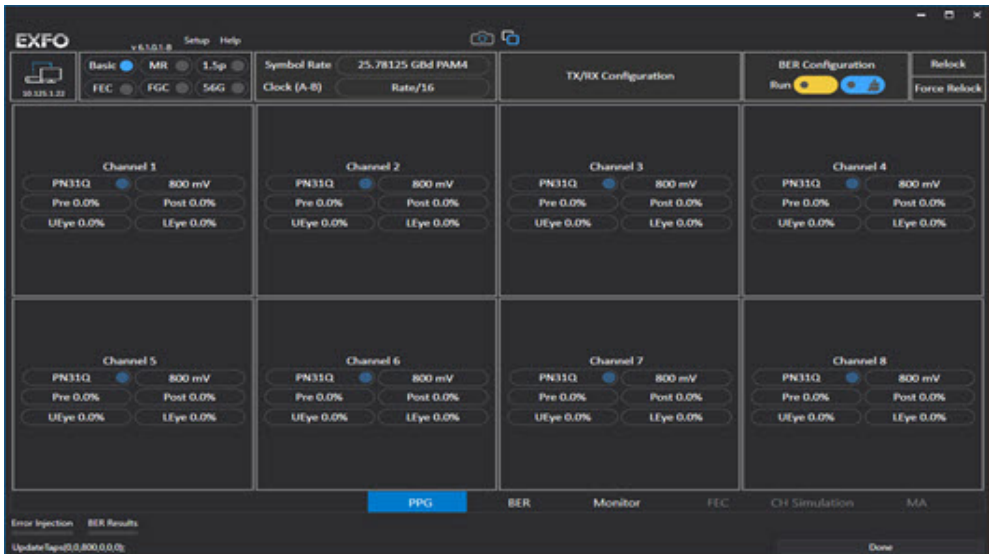 EXFO v 6.1.0.1-8 Setup Help
Basic MR 1.5p Symbol Rate 25.78125 GBd PAM4 TX/RX Configuration BER Configuration Relock
10.125.1.22 FEC FGC 56G Clock (A-B) Rate/16 Run Force Relock
Channel 1 Channel 2 Channel 3 Channel 4
PN31Q 800 mV PN31Q 800 mV PN31Q 800 mV PN31Q 800 mV
Pre 0.0% Post 0.0% Pre 0.0% Post 0.0% Pre 0.0% Post 0.0% Pre 0.0% Post 0.0%
UEye 0.0% LEye 0.0% UEye 0.0% LEye 0.0% UEye 0.0% LEye 0.0% UEye 0.0% LEye 0.0%
Channel 5 Channel 6 Channel 7 Channel 8
PN31Q 800 mV PN31Q 800 mV PN31Q 800 mV PN31Q 800 mV
Pre 0.0% Post 0.0% Pre 0.0% Post 0.0% Pre 0.0% Post 0.0% Pre 0.0% Post 0.0%
UEye 0.0% LEye 0.0% UEye 0.0% LEye 0.0% UEye 0.0% LEye 0.0% UEye 0.0% LEye 0.0%
PPG BER Monitor FEC CH Simulation MA
Error Injection BER Results
UpdateTaps(0,0,800,0,0,0); Done